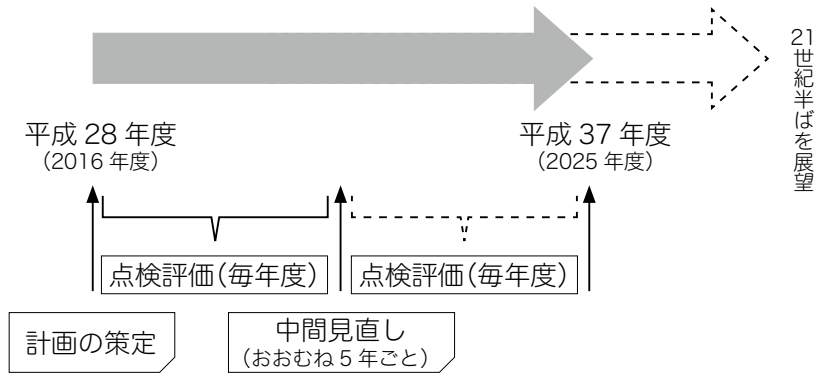 21世紀半ばを展望
平成 28 年度
(2016 年度)
平成 37 年度
(2025 年度)
点検評価(毎年度)
点検評価(毎年度)
計画の策定
中間見直し
(おおむね 5 年ごと)